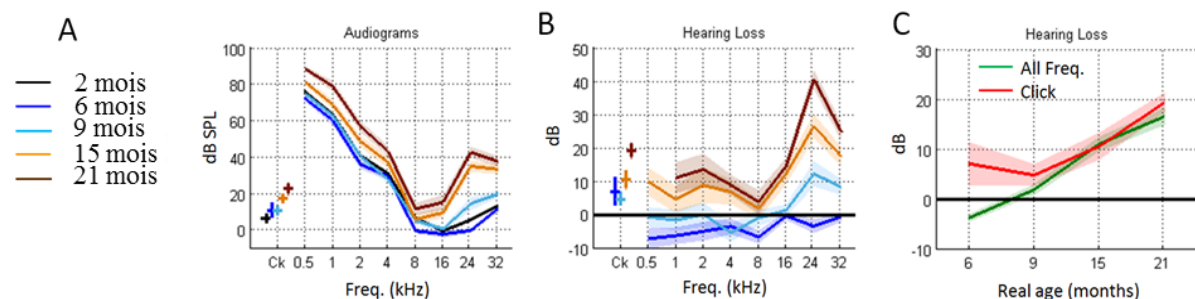 A
2 mois
6 mois
9 mois
15 mois
21 mois
Audiograms
dB SPL
100
80
60
40
20
0
Ck 0.5 1 2 4 8 16 24 32
Freq. (kHz)
B
Hearing Loss
dB
50
40
30
20
10
0
-10
Ck 0.5 1 2 4 8 16 24 32
Freq. (kHz)
C
Hearing Loss
All Freq.
Click
dB
30
20
10
0
-10
6 9 15 21
Real age (months)